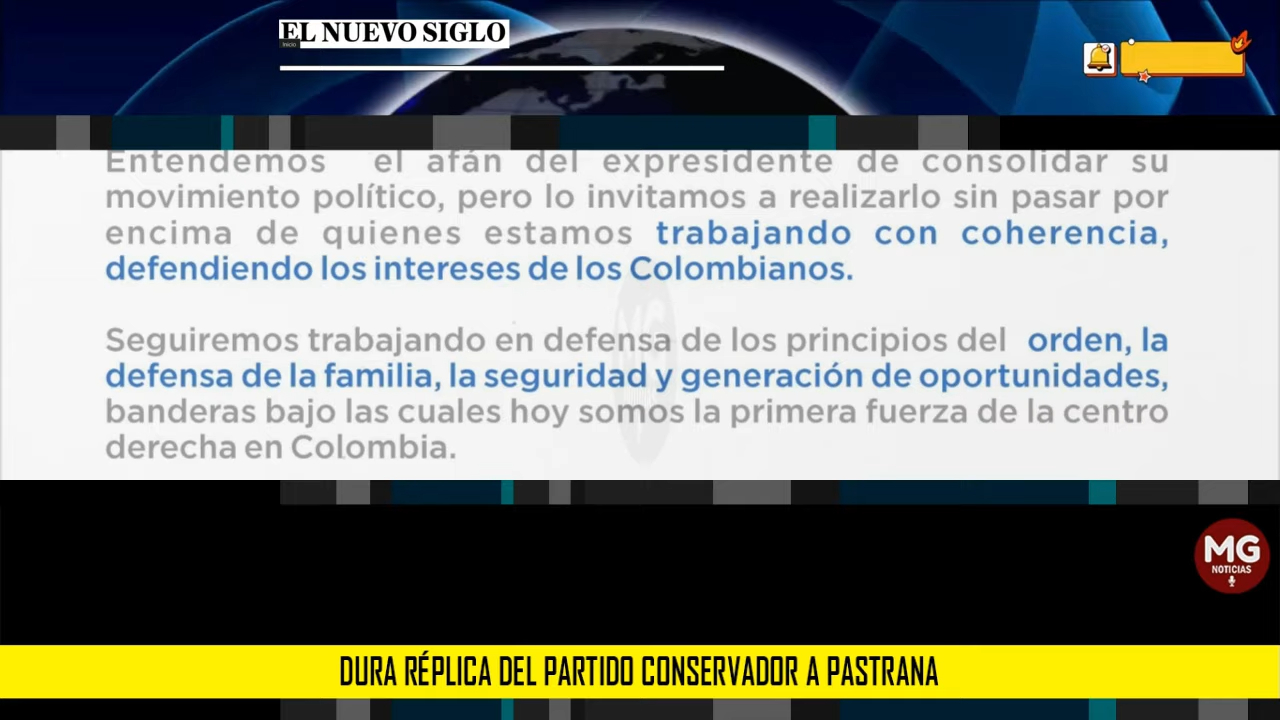 EL NUEVO SIGLO
Inicio
Entendemos el afán del expresidente de consolidar su
movimiento político, pero lo invitamos a realizarlo sin pasar por
encima de quienes estamos trabajando con coherencia,
defendiendo los intereses de los Colombianos.
Seguiremos trabajando en defensa de los principios del orden, la
defensa de la familia, la seguridad y generación de oportunidades,
banderas bajo las cuales hoy somos la primera fuerza de la centro
derecha en Colombia.
MG
NOTICIAS
DURA RÉPLICA DEL PARTIDO CONSERVADOR A PASTRANA